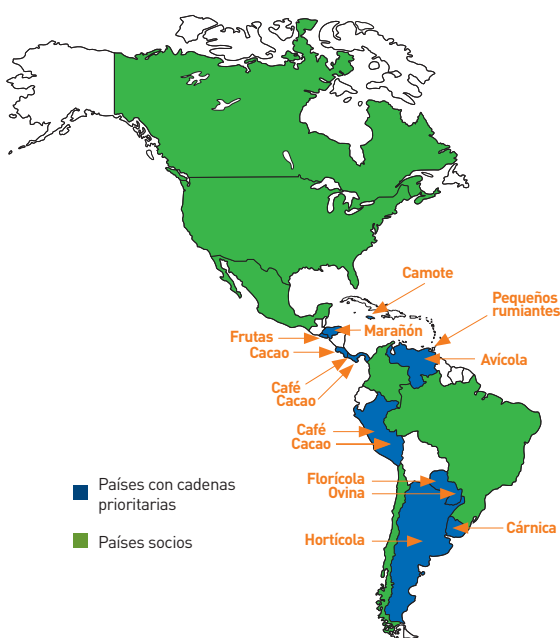 Camote
Pequeños
rumiantes
Frutas
Marañón
Cacao
Avícola
Café
Cacao
Café
Cacao
Florícola
Ovina
Hortícola
Cárnica
Países con cadenas
prioritarias
Países socios